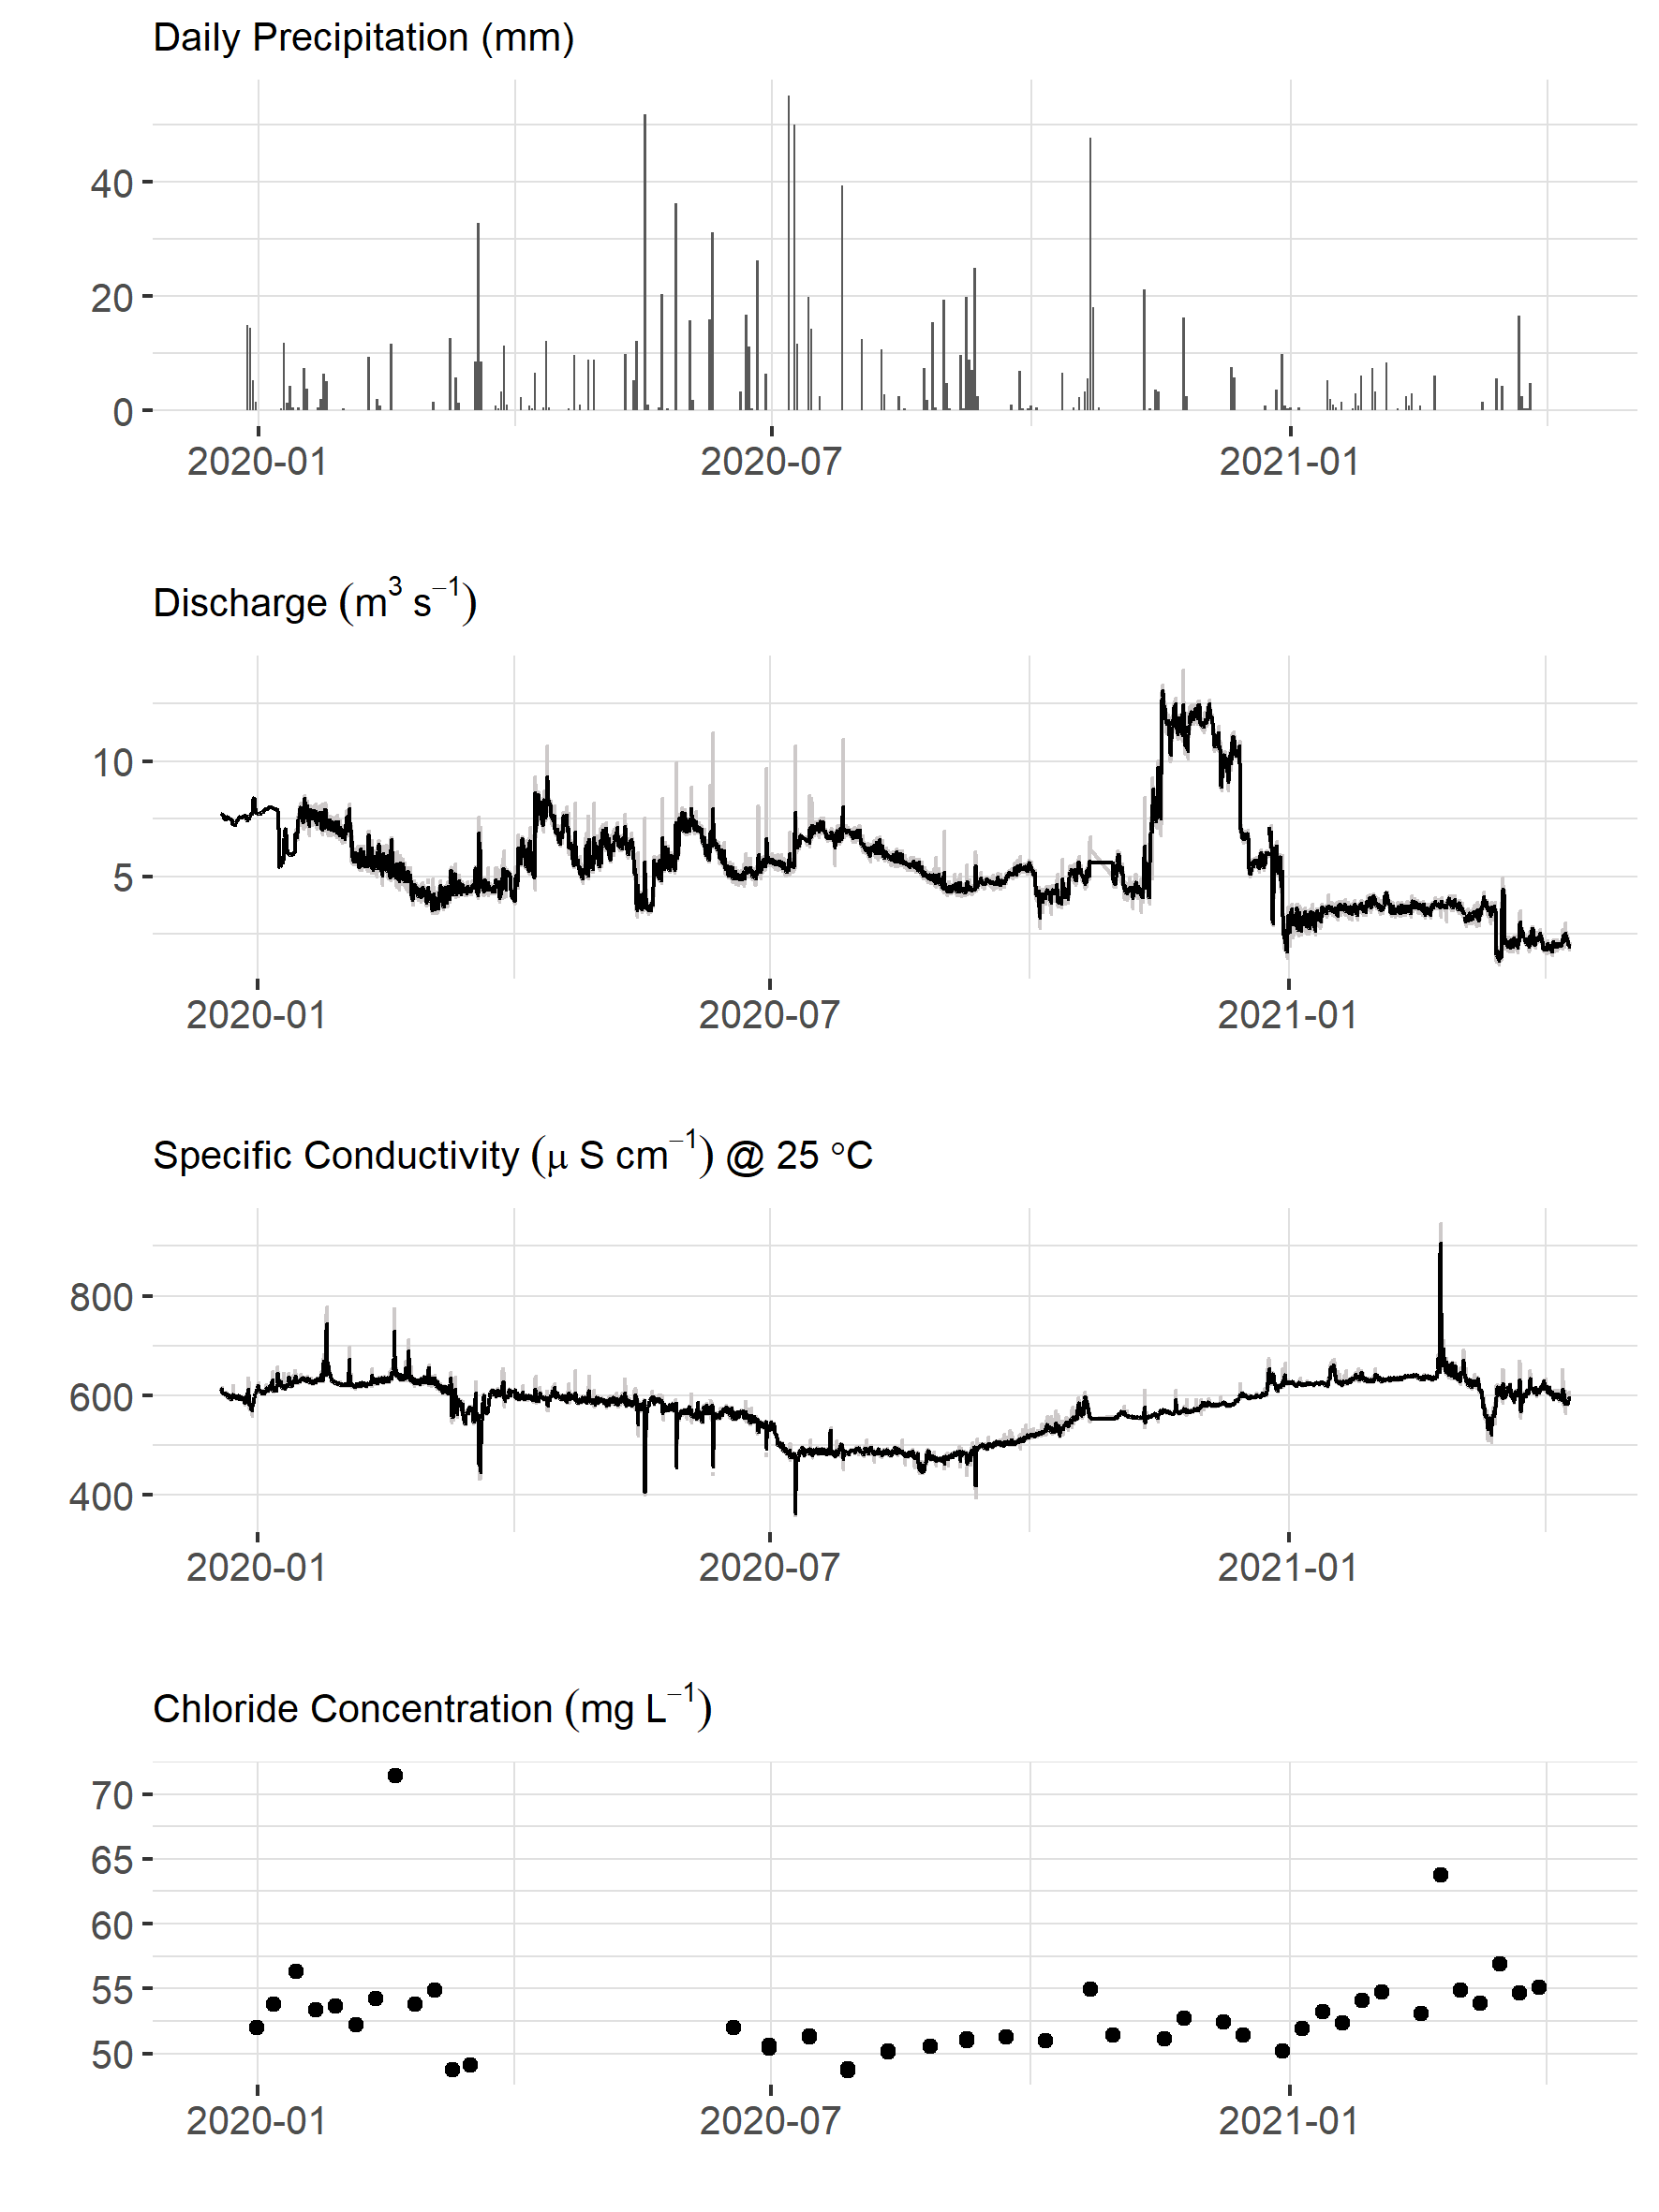 Daily Precipitation (mm)
40
20
0
2020-01 2020-07 2021-01
Discharge (m³ s⁻¹)
10
5
2020-01 2020-07 2021-01
Specific Conductivity (μ S cm⁻¹) @ 25 °C
800
600
400
2020-01 2020-07 2021-01
Chloride Concentration (mg L⁻¹)
70
65
60
55
50
2020-01 2020-07 2021-01